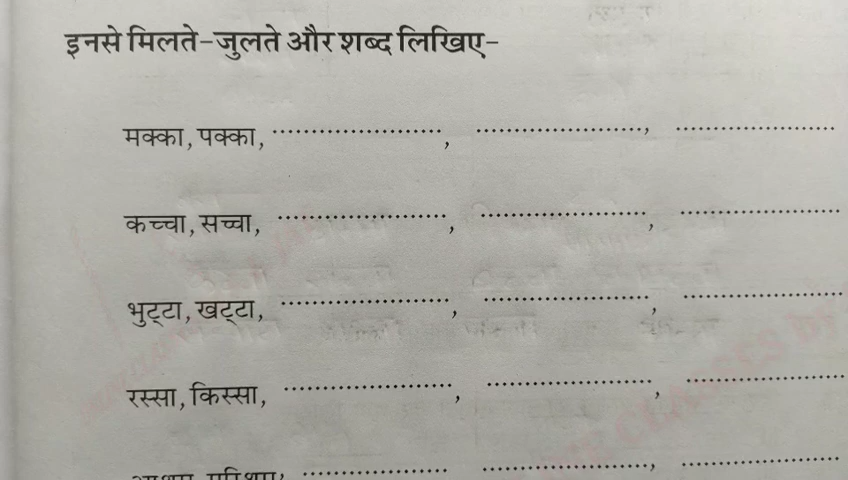 इनसे मिलते-जुलते और शब्द लिखिए-
मक्का, पक्का, ......................, ......................, .....................
कच्चा, सच्चा, ......................, ......................, .....................
भुट्टा, खट्टा, ......................, ......................, .....................
रस्सा, किस्सा, ......................, ......................, .....................